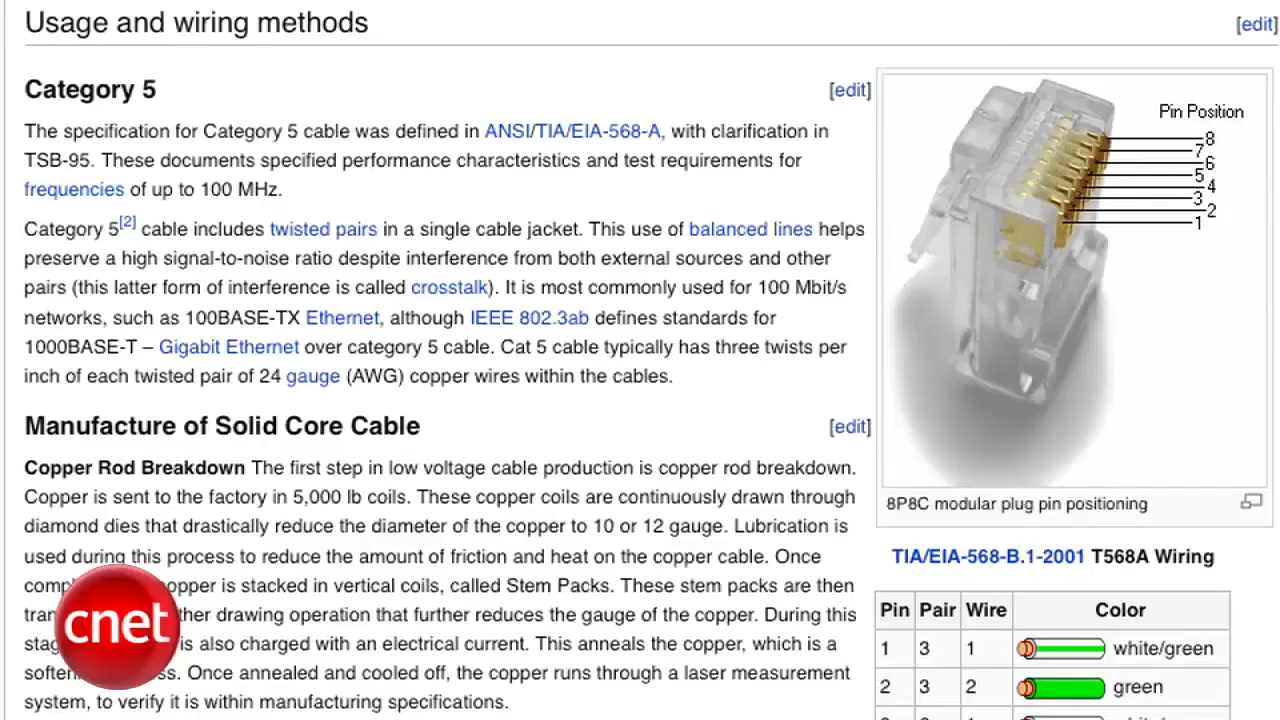 Usage and wiring methods
[edit]
Category 5
[edit]
The specification for Category 5 cable was defined in ANSI/TIA/EIA-568-A, with clarification in
TSB-95. These documents specified performance characteristics and test requirements for
frequencies of up to 100 MHz.
Category 5[2] cable includes twisted pairs in a single cable jacket. This use of balanced lines helps
preserve a high signal-to-noise ratio despite interference from both external sources and other
pairs (this latter form of interference is called crosstalk). It is most commonly used for 100 Mbit/s
networks, such as 100BASE-TX Ethernet, although IEEE 802.3ab defines standards for
1000BASE-T – Gigabit Ethernet over category 5 cable. Cat 5 cable typically has three twists per
inch of each twisted pair of 24 gauge (AWG) copper wires within the cables.
Manufacture of Solid Core Cable
[edit]
Copper Rod Breakdown The first step in low voltage cable production is copper rod breakdown.
Copper is sent to the factory in 5,000 lb coils. These copper coils are continuously drawn through
diamond dies that drastically reduce the diameter of the copper to 10 or 12 gauge. Lubrication is
used during this process to reduce the amount of friction and heat on the copper cable. Once
opper is stacked in vertical coils, called Stem Packs. These stem packs are then
ther drawing operation that further reduces the gauge of the copper. During this
is also charged with an electrical current. This anneals the copper, which is a
Once annealed and cooled off, the copper runs through a laser measurement
system, to verify it is within manufacturing specifications.
cnet
Pin Position
8
7
6
5
4
3
2
1
8P8C modular plug pin positioning
TIA/EIA-568-B.1-2001 T568A Wiring
Pin Pair Wire Color
1 3 1 white/green
2 3 2 green